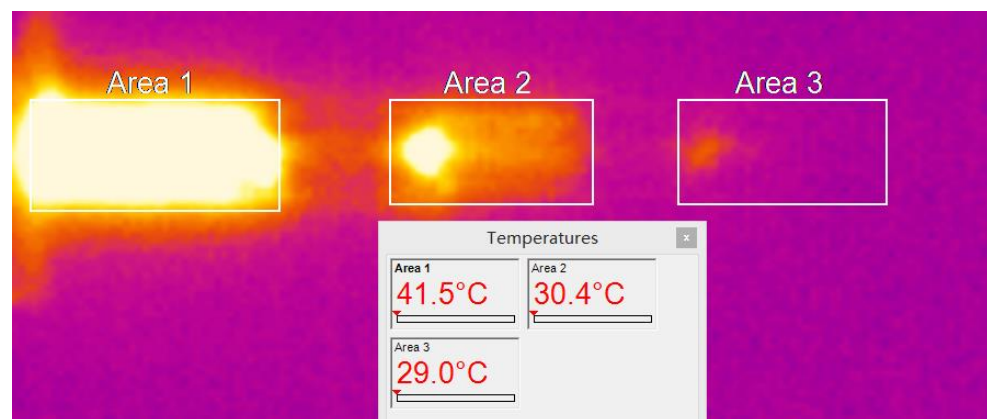 Area 1
Area 2
Area 3
Temperatures
x
Area 1
Area 2
41.5°C
30.4°C
Area 3
29.0°C